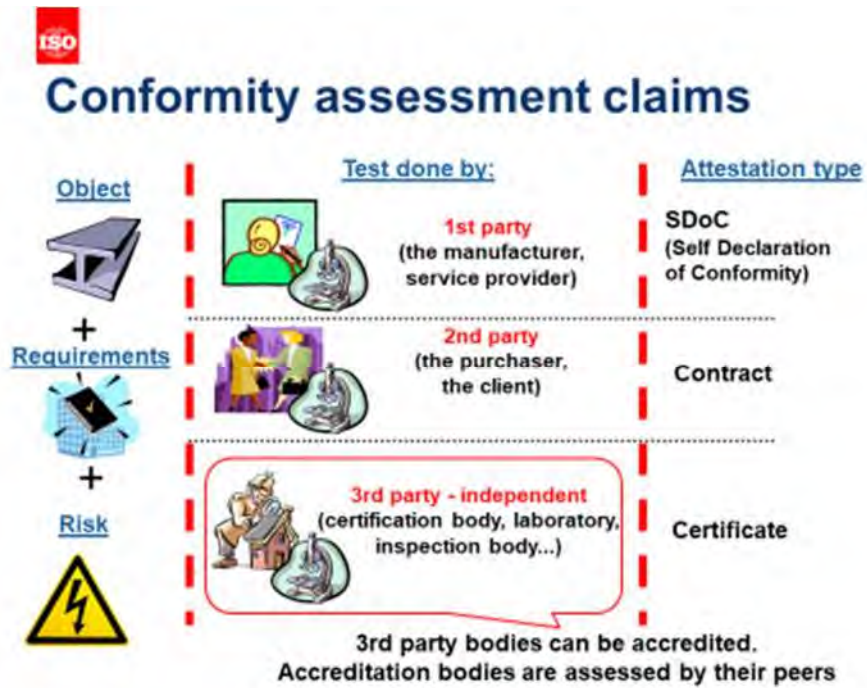 ISO
Conformity assessment claims
Object
+
Requirements
+
Risk
Test done by:
1st party
(the manufacturer,
service provider)
2nd party
(the purchaser,
the client)
3rd party - independent
(certification body, laboratory,
inspection body...)
Attestation type
SDoC
(Self Declaration
of Conformity)
Contract
Certificate
3rd party bodies can be accredited.
Accreditation bodies are assessed by their peers